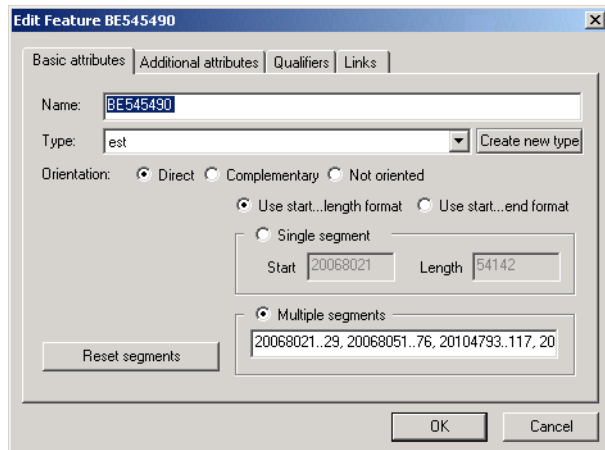 Edit Feature BE545490
Basic attributes Additional attributes Qualifiers Links
Name: BE545490
Type: est Create new type
Orientation: Direct Complementary Not oriented
Use start...length format Use start...end format
Single segment
Start 20068021 Length 54142
Multiple segments
20068021..29, 20068051..76, 20104793..117, 20
Reset segments
OK Cancel